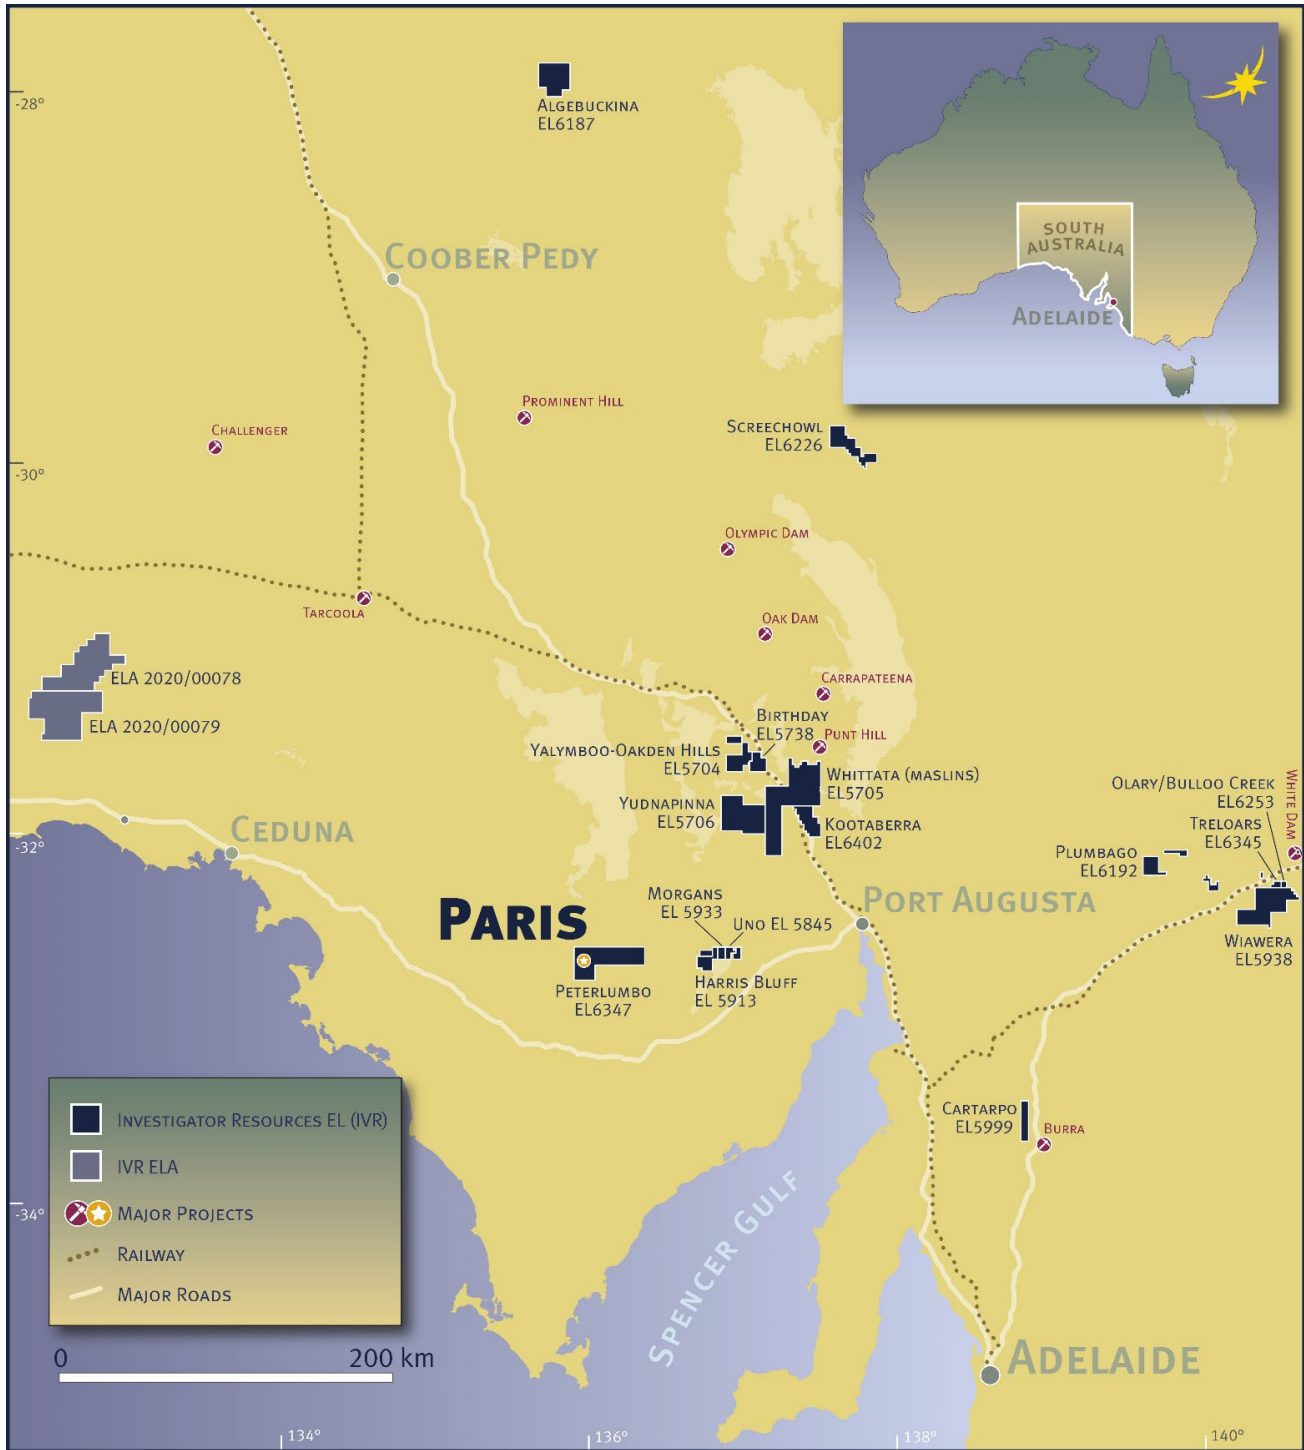 -28°
ALGEBUCKINA
EL6187
SOUTH
AUSTRALIA
ADELAIDE
COOBER PEDY
PROMINENT HILL
CHALLENGER
SCREECHOWL
EL6226
-30°
OLYMPIC DAM
TARCOOLA
OAK DAM
ELA 2020/00078
ELA 2020/00079
CARRAPATEENA
BIRTHDAY
EL5738
PUNT HILL
YALYMBOO-OAKDEN HILLS
EL5704
WHITTATA (MASLINS)
EL5705
YUDNAPINNA
EL5706
KOOTABERRA
EL6402
OLARY/BULLOO CREEK
EL6253
TRELOARS
EL6345
WHITE DAM
PLUMBAGO
EL6192
-32°
CEDUNA
PARIS
MORGANS
EL 5933
UNO EL 5845
PORT AUGUSTA
PETERLUMBO
EL6347
HARRIS BLUFF
EL 5913
WIAWERA
EL5938
CARTARPO
EL5999
BURRA
INVESTIGATOR RESOURCES EL (IVR)
IVR ELA
MAJOR PROJECTS
RAILWAY
MAJOR ROADS
-34°
SPENCER GULF
0 200 km
ADELAIDE
134° 136° 138° 140°